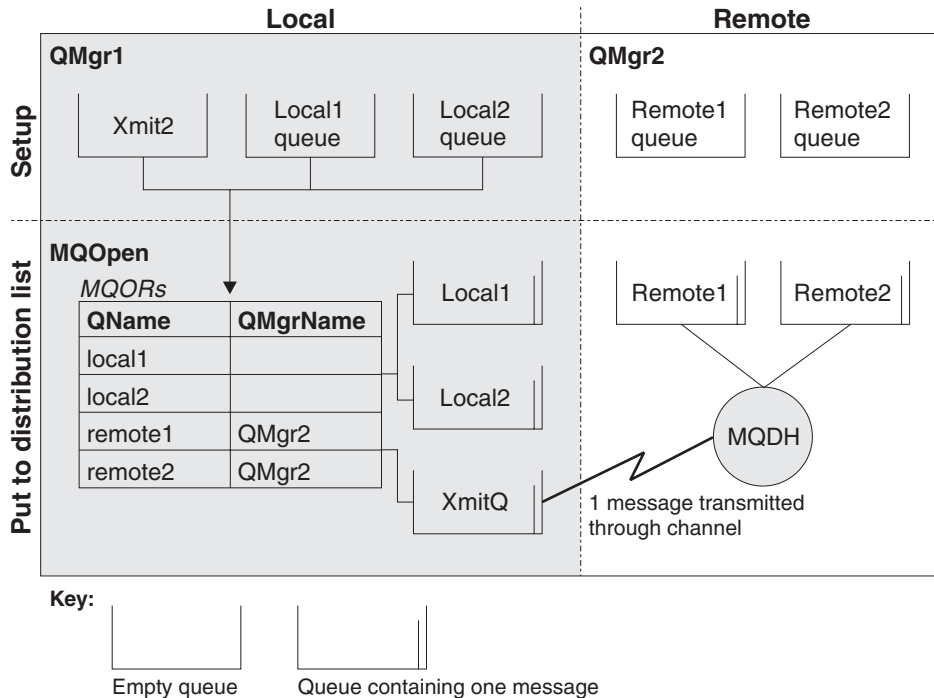 Local
Remote
Setup
QMgr1
QMgr2
Xmit2
Local1
queue
Local2
queue
Remote1
queue
Remote2
queue
Put to distribution list
MQOpen
MQORs
QName QMgrName
local1
local2
remote1 QMgr2
remote2 QMgr2
Local1
Local2
XmitQ
Remote1
Remote2
MQDH
1 message transmitted
through channel
Key:
Empty queue
Queue containing one message